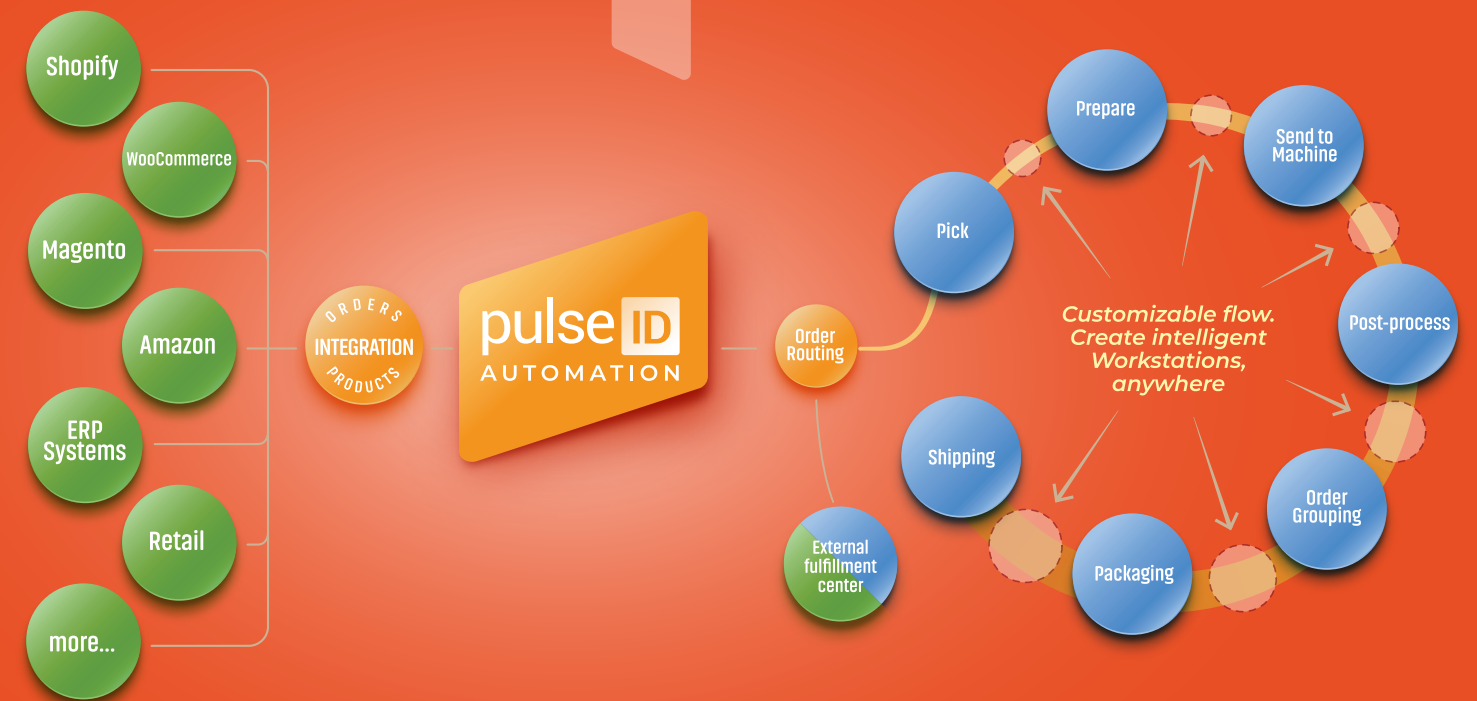 Shopify
WooCommerce
Magento
Amazon
ERP
Systems
Retail
more...
ORDERS
INTEGRATION
PRODUCTS
pulse ID
AUTOMATION
Order
Routing
External
fulfillment
center
Pick
Prepare
Send to
Machine
Post-process
Order
Grouping
Packaging
Shipping
Customizable flow.
Create intelligent
Workstations,
anywhere